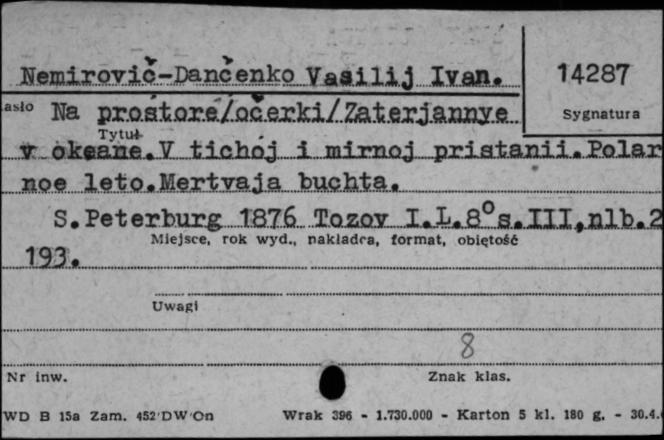 Nemirovič-Dančenko Vasilij Ivan.
14287
Sygnatura
asło Na prostore/očerki/Zaterjannye
Tytuł
v okeane.V tichoj i mirnoj pristanii.Polar
noe leto.Mertvaja buchta.
S.Peterburg 1876 Tozov I.L.8°s.III,nlb.2
Miejsce, rok wyd., nakładca, format, objętość
193.
Uwagi
8
Nr inw.
Znak klas.
WD B 15a Zam. 452'DW'On Wrak 396 - 1.730.000 - Karton 5 kl. 180 g. - 30.4.